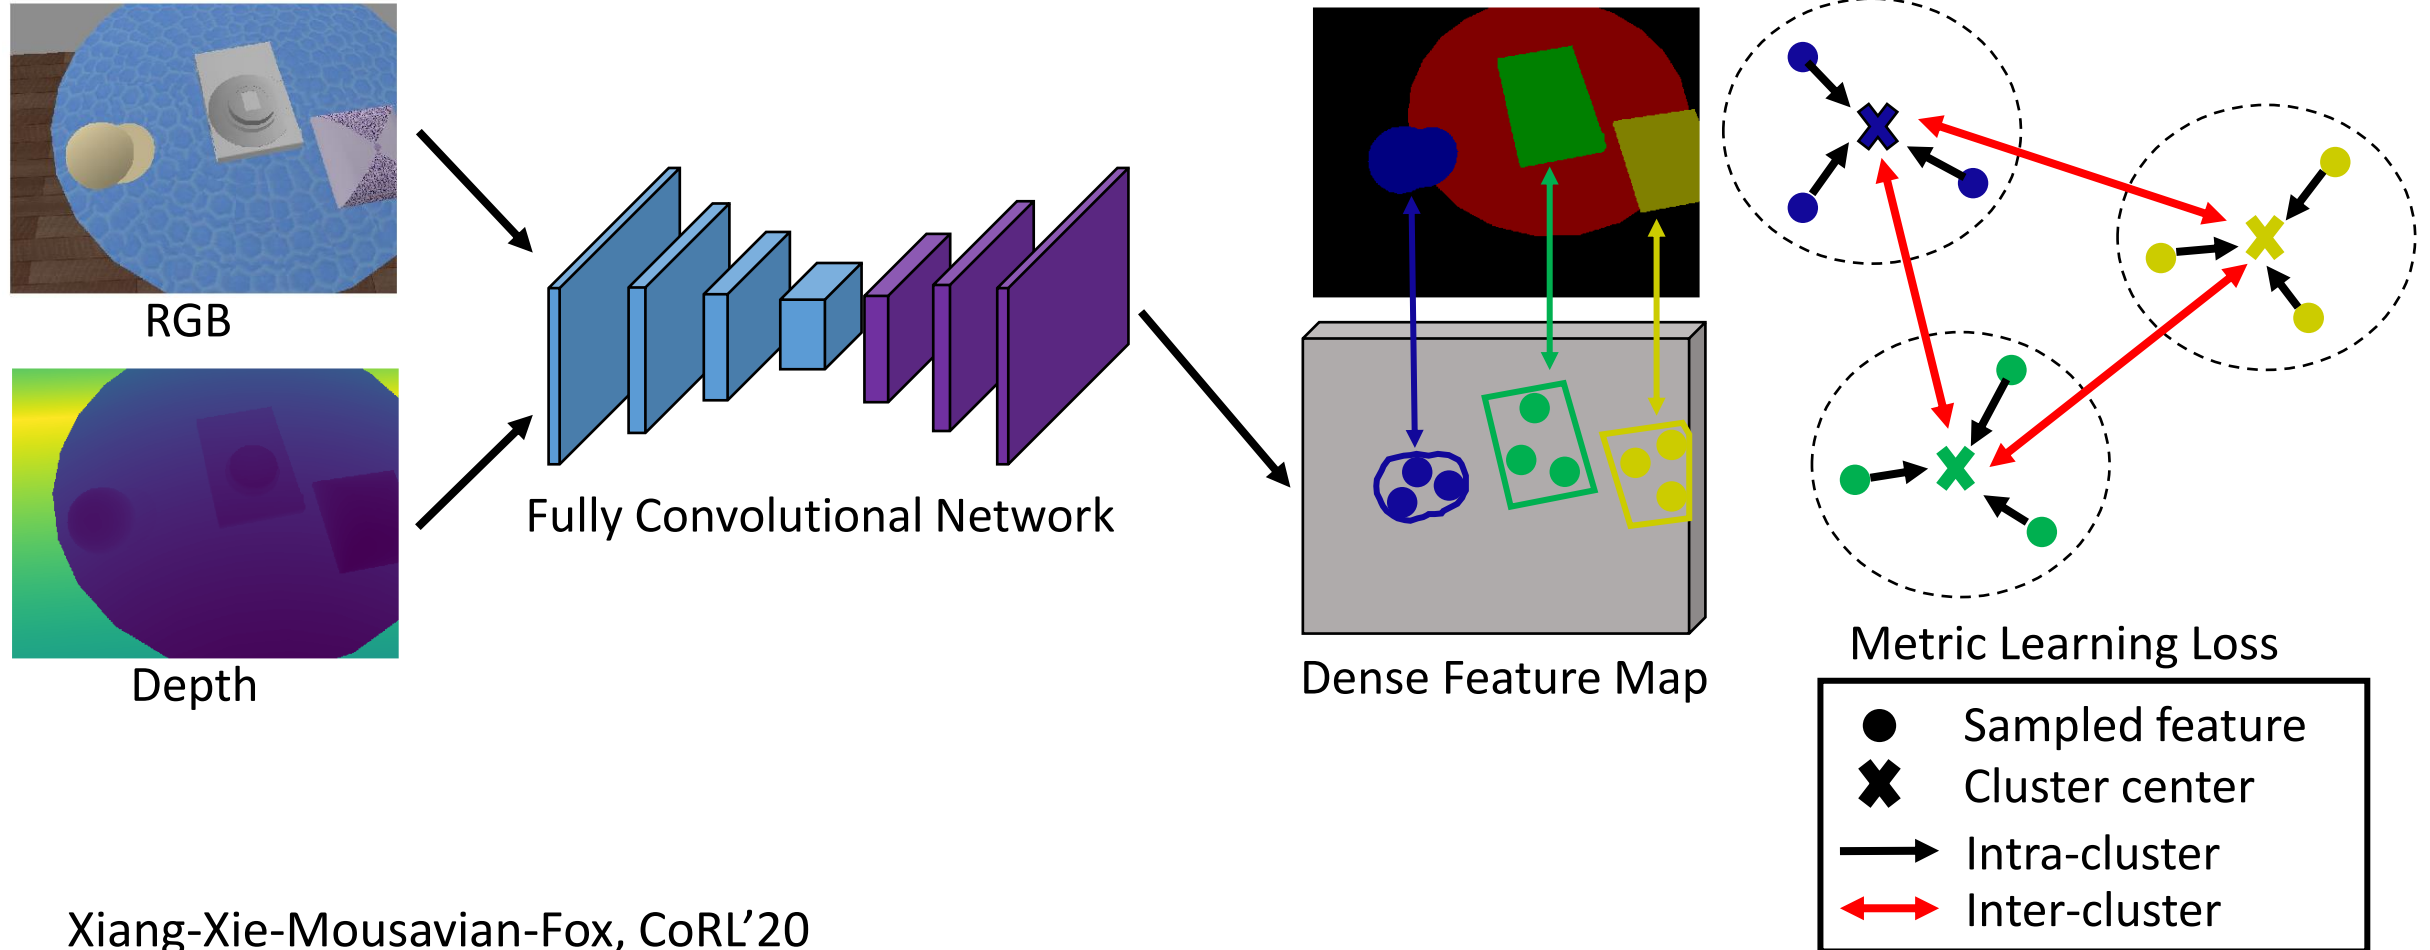 RGB
Depth
Fully Convolutional Network
Dense Feature Map
Metric Learning Loss
Sampled feature
Cluster center
Intra-cluster
Inter-cluster
Xiang-Xie-Mousavian-Fox, CoRL’20